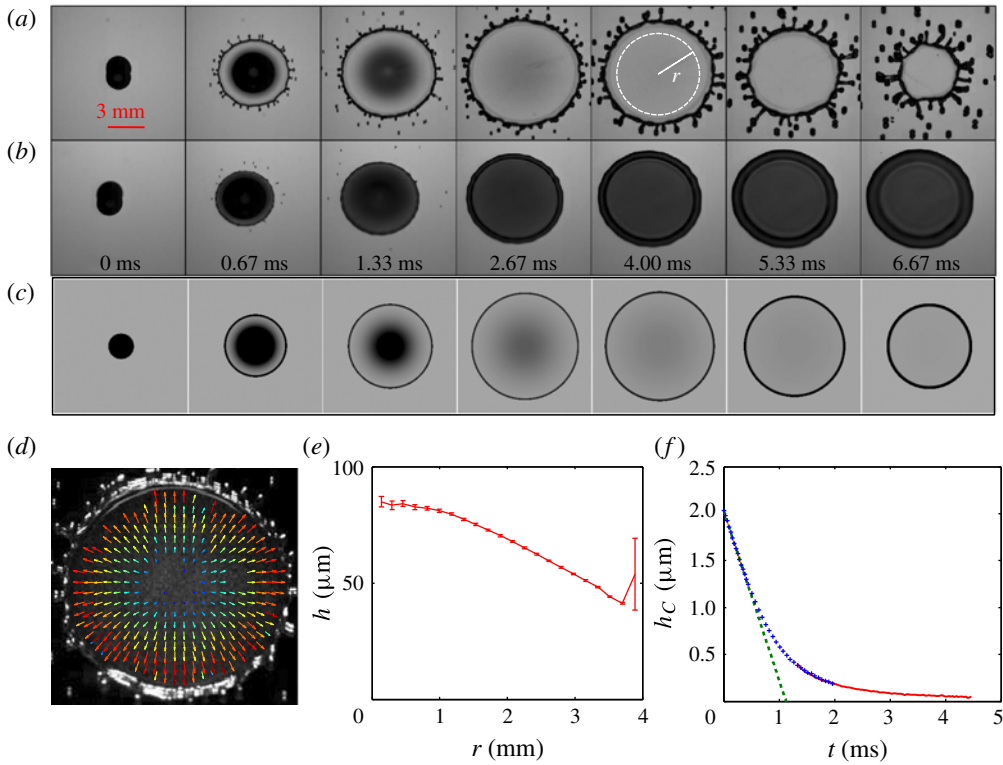 (a)
3 mm
r
(b)
0 ms 0.67 ms 1.33 ms 2.67 ms 4.00 ms 5.33 ms 6.67 ms
(c)
(d) (e) (f)
100
50
h (μm)
0 1 2 3 4
r (mm)
2.5
2.0
1.5
1.0
0.5
hC (μm)
0 1 2 3 4 5
t (ms)